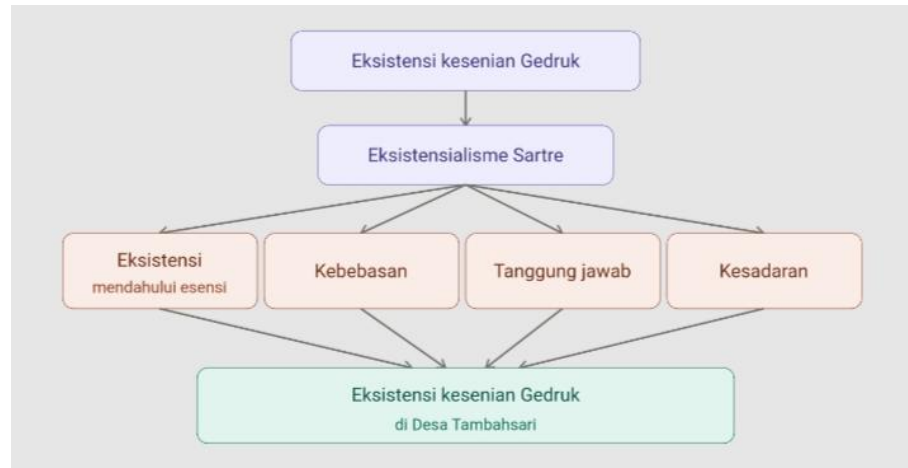 Eksistensi kesenian Gedruk
Eksistensialisme Sartre
Eksistensi
mendahului esensi
Kebebasan
Tanggung jawab
Kesadaran
Eksistensi kesenian Gedruk
di Desa Tambahsari